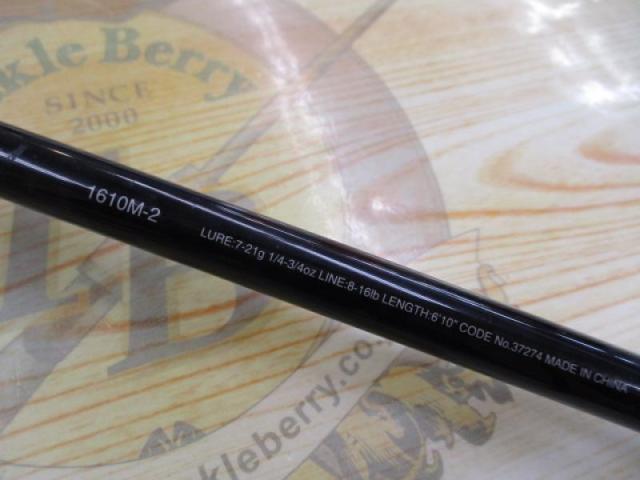 kle Berry
SINCE
2000
1610M-2
LURE:7-21g 1/4-3/4oz LINE:8-16lb LENGTH:6'10" CODE No.37274 MADE IN CHINA
ckleberry.co.